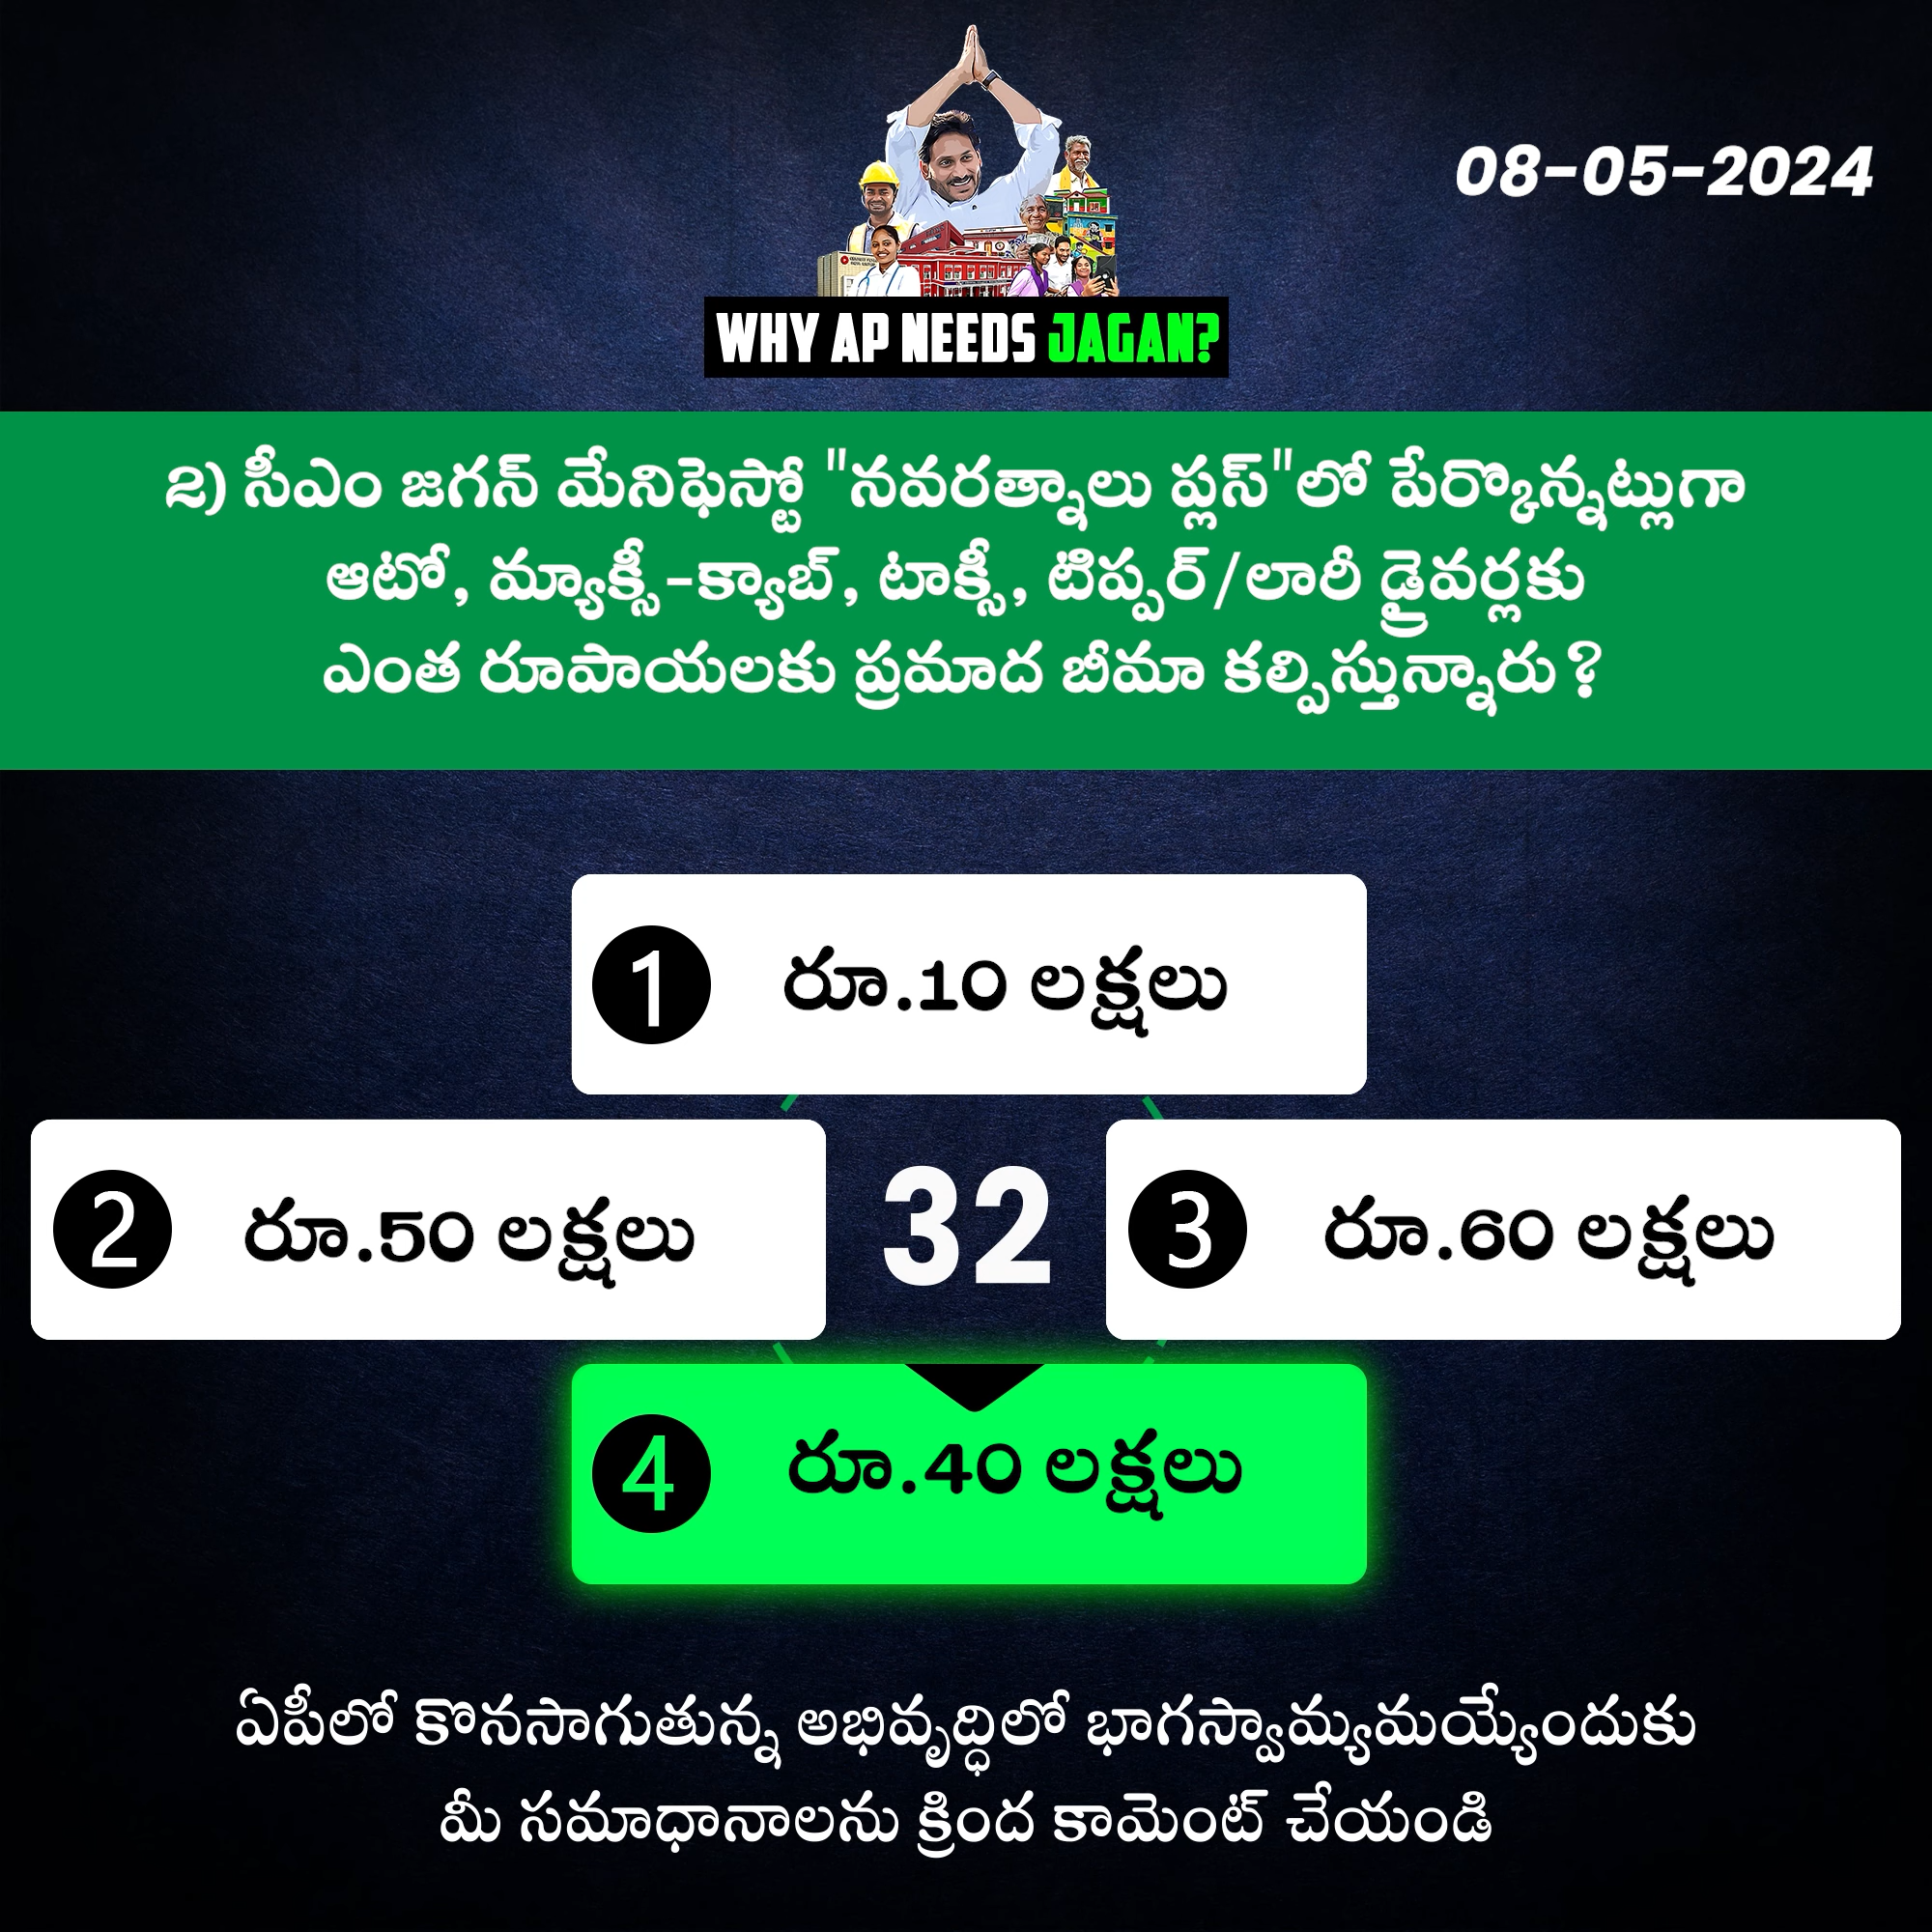 08-05-2024
WHY AP NEEDS JAGAN?
2) సీఎం జగన్ మేనిఫెస్టో "నవరత్నాలు ప్లస్"లో పేర్కొన్నట్లుగా
ఆటో, మ్యాక్సీ-క్యాబ్, టాక్సీ, టిప్పర్/లారీ డ్రైవర్లకు
ఎంత రూపాయలకు ప్రమాద బీమా కల్పిస్తున్నారు?
1 రూ.10 లక్షలు
2 రూ.50 లక్షలు
32
3 రూ.60 లక్షలు
4 రూ.40 లక్షలు
ఏపీలో కొనసాగుతున్న అభివృద్ధిలో భాగస్వామ్యమయ్యేందుకు
మీ సమాధానాలను క్రింద కామెంట్ చేయండి